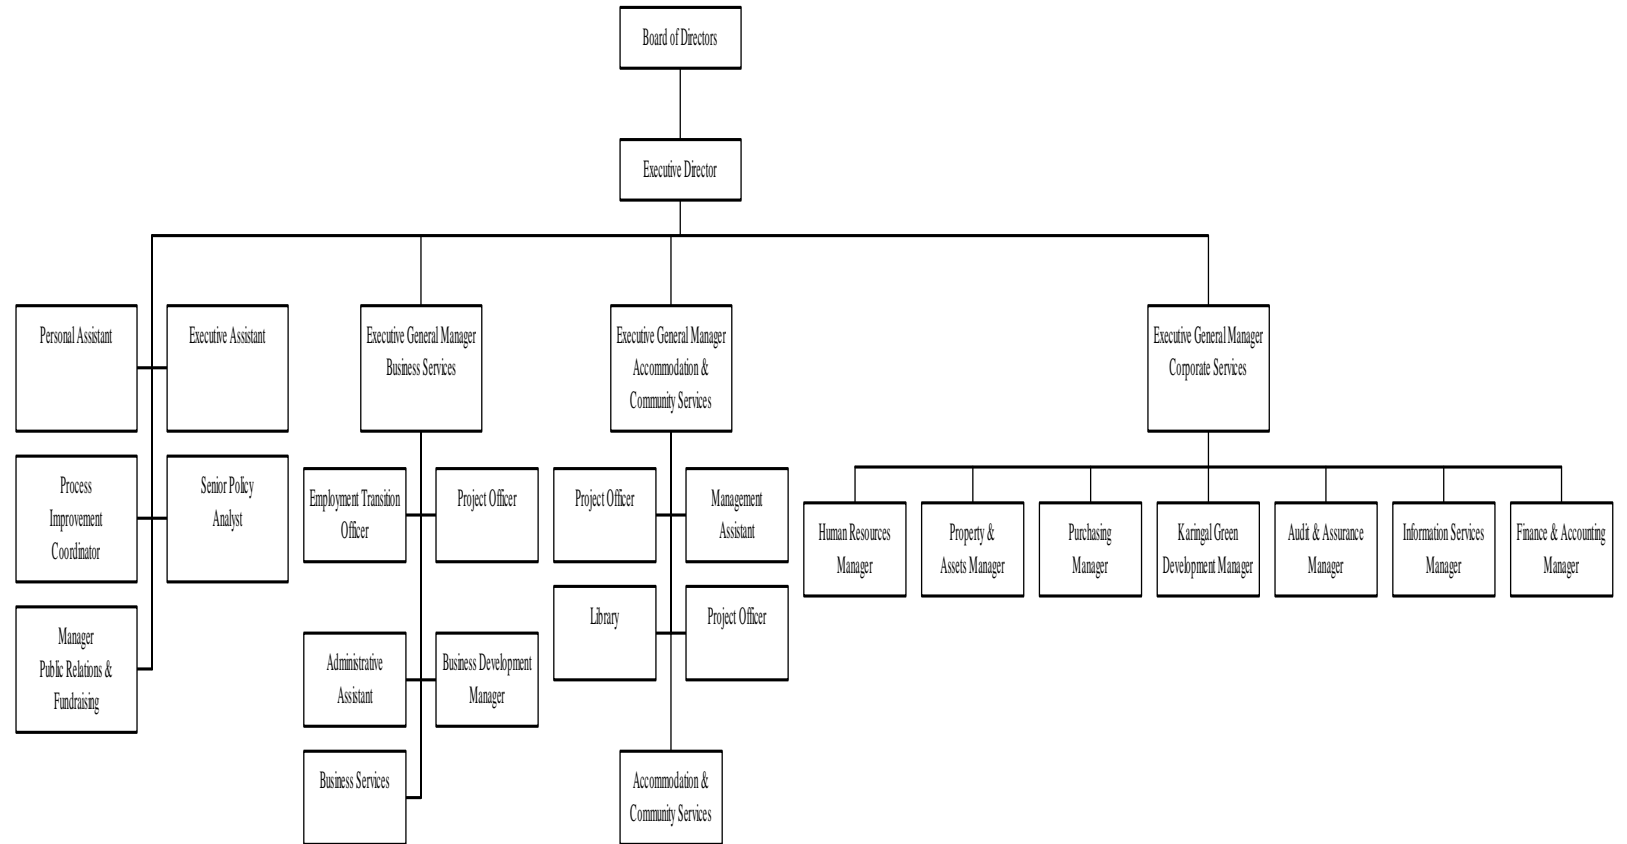 Board of Directors
Executive Director
Personal Assistant
Executive Assistant
Executive General Manager
Business Services
Executive General Manager
Accommodation &
Community Services
Executive General Manager
Corporate Services
Process
Improvement
Coordinator
Senior Policy
Analyst
Manager
Public Relations &
Fundraising
Employment Transition
Officer
Project Officer
Administrative
Assistant
Business Development
Manager
Business Services
Project Officer
Management
Assistant
Library
Project Officer
Accommodation &
Community Services
Human Resources
Manager
Property &
Assets Manager
Purchasing
Manager
Karingal Green
Development Manager
Audit & Assurance
Manager
Information Services
Manager
Finance & Accounting
Manager